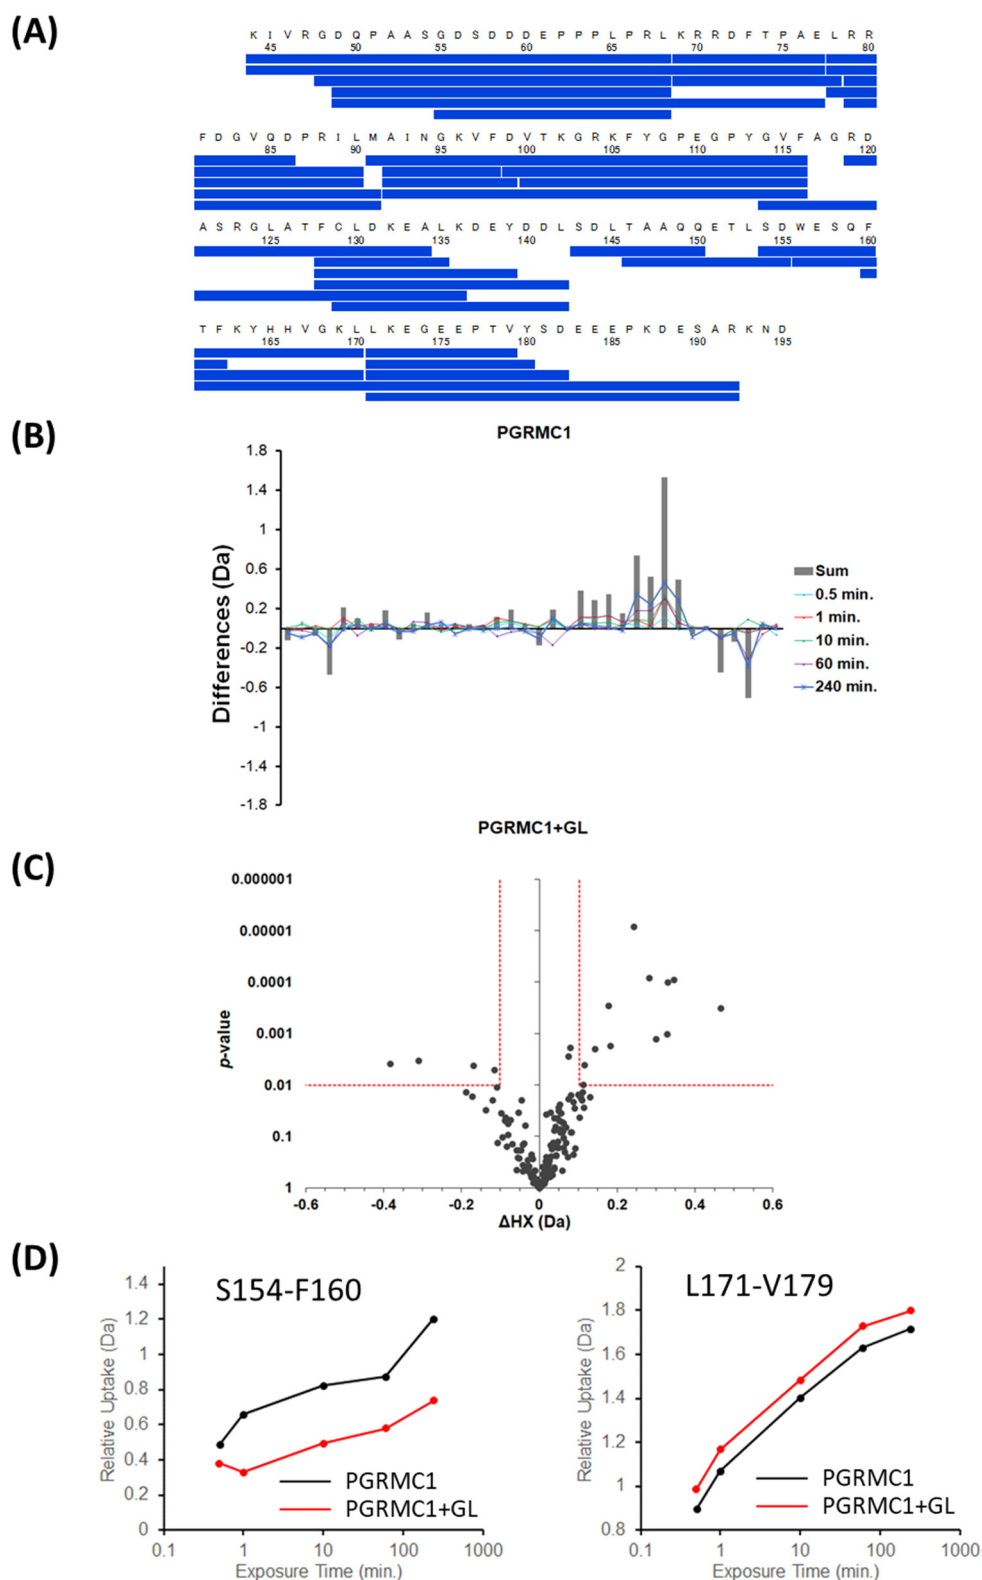 (A)
K I V R G D Q P A A S G D S D D D E P P P L P R L K R R D F T P A E L R R
45 50 55 60 65 70 75 80
F D G V Q D P R I L M A I N G K V F D V T K G R K F Y G P E G P Y G V F A G R D
85 90 95 100 105 110 115 120
A S R G L A T F C L D K E A L K D E Y D D L S D L T A A Q Q E T L S D W E S Q F
125 130 135 140 145 150 155 160
T F K Y H H V G K L L K E G E E P T V Y S D E E E P K D E S A R K N D
165 170 175 180 185 190 195
(B)
PGRMC1
1.8
1.4
1
0.6
0.2
-0.2
-0.6
-1
-1.4
-1.8
Differences (Da)
Sum
0.5 min.
1 min.
10 min.
60 min.
240 min.
PGRMC1+GL
(C)
0.000001
0.00001
0.0001
0.001
0.01
0.1
1
p-value
-0.6 -0.4 -0.2 0 0.2 0.4 0.6
ΔHX (Da)
(D)
S154-F160
1.4
1.2
1
0.8
0.6
0.4
0.2
0
Relative Uptake (Da)
PGRMC1
PGRMC1+GL
0.1 1 10 100 1000
Exposure Time (min.)
L171-V179
2
1.8
1.6
1.4
1.2
1
0.8
Relative Uptake (Da)
PGRMC1
PGRMC1+GL
0.1 1 10 100 1000
Exposure Time (min.)